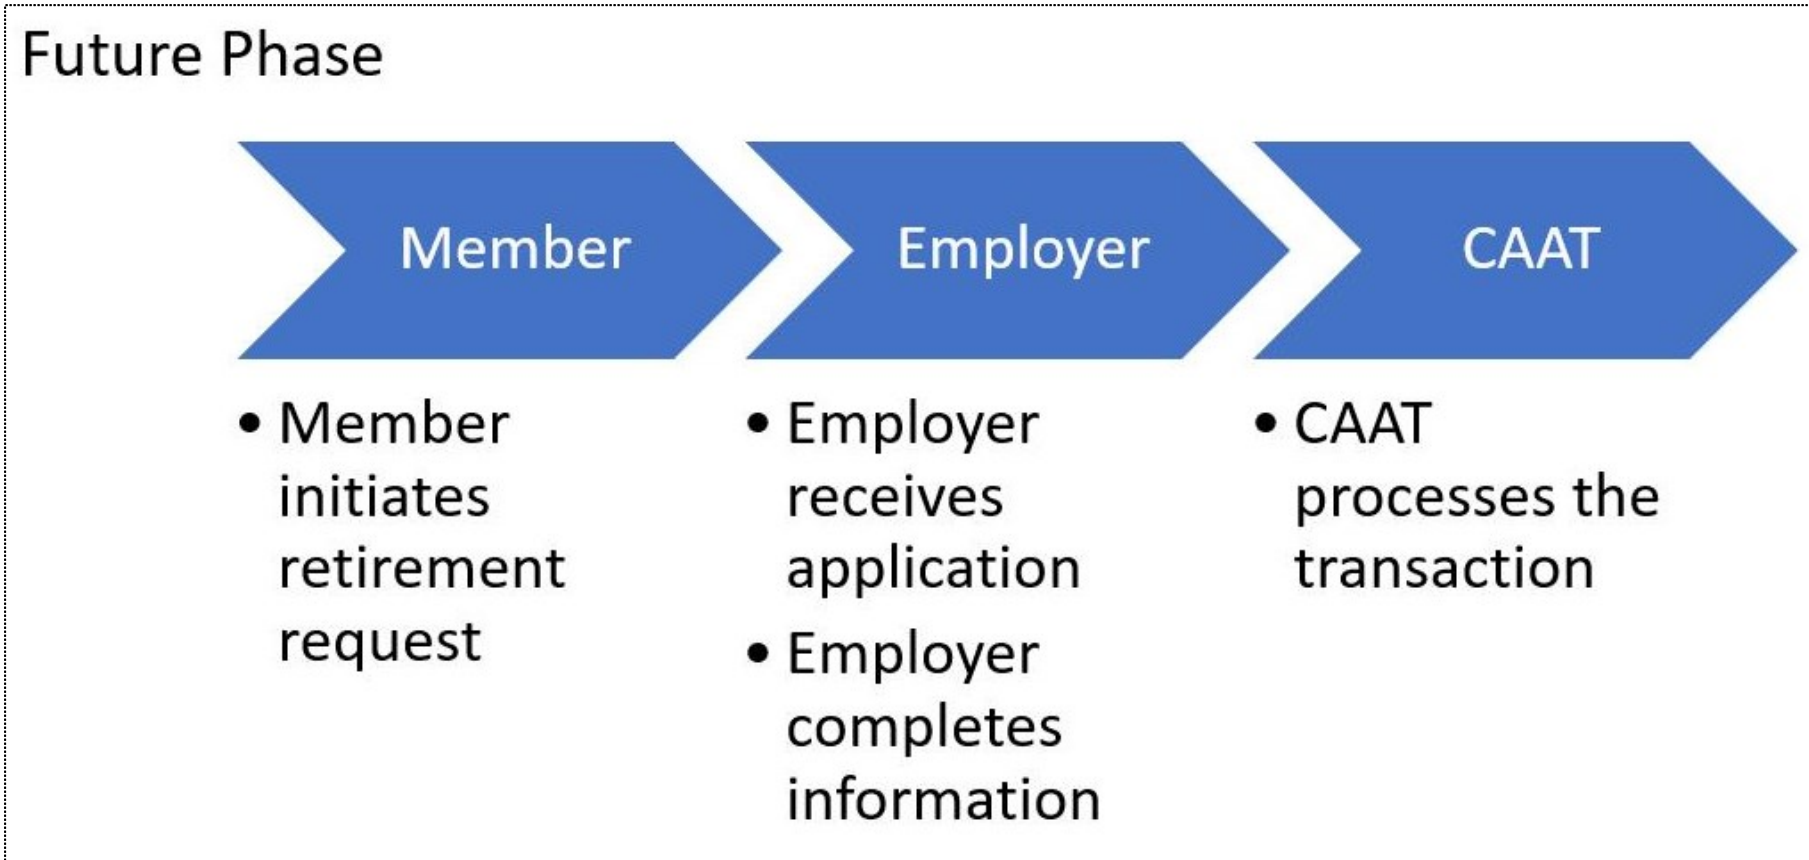 Future Phase
Member
Employer
CAAT
• Member
initiates
retirement
request
• Employer
receives
application
• Employer
completes
information
• CAAT
processes the
transaction